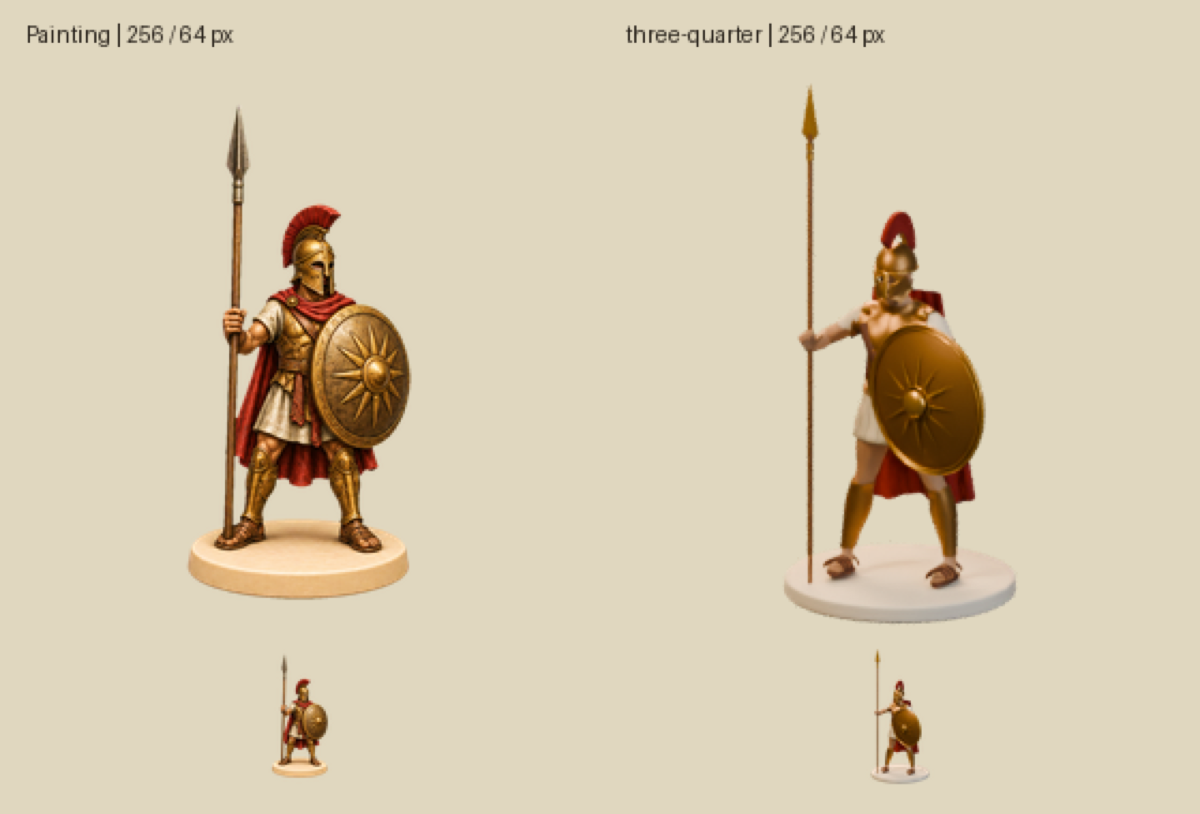 Painting | 256 / 64 px
three-quarter | 256 / 64 px